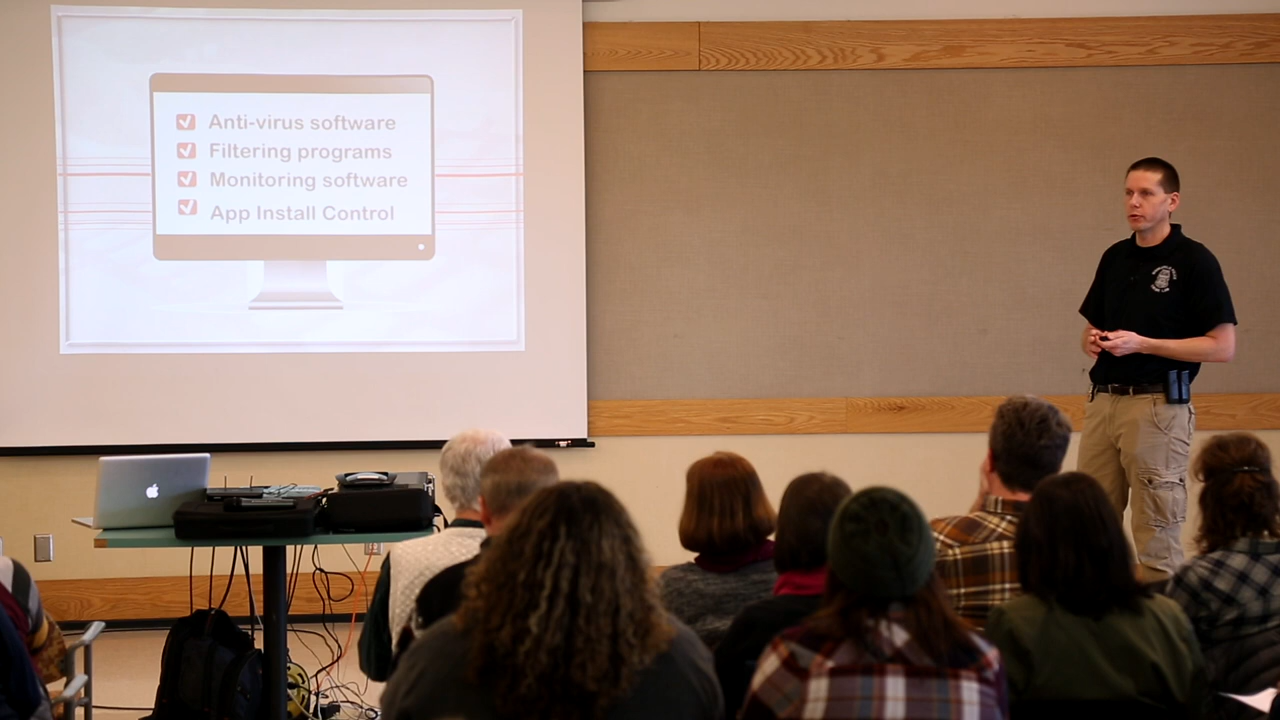 Anti-virus software
Filtering programs
Monitoring software
App Install Control